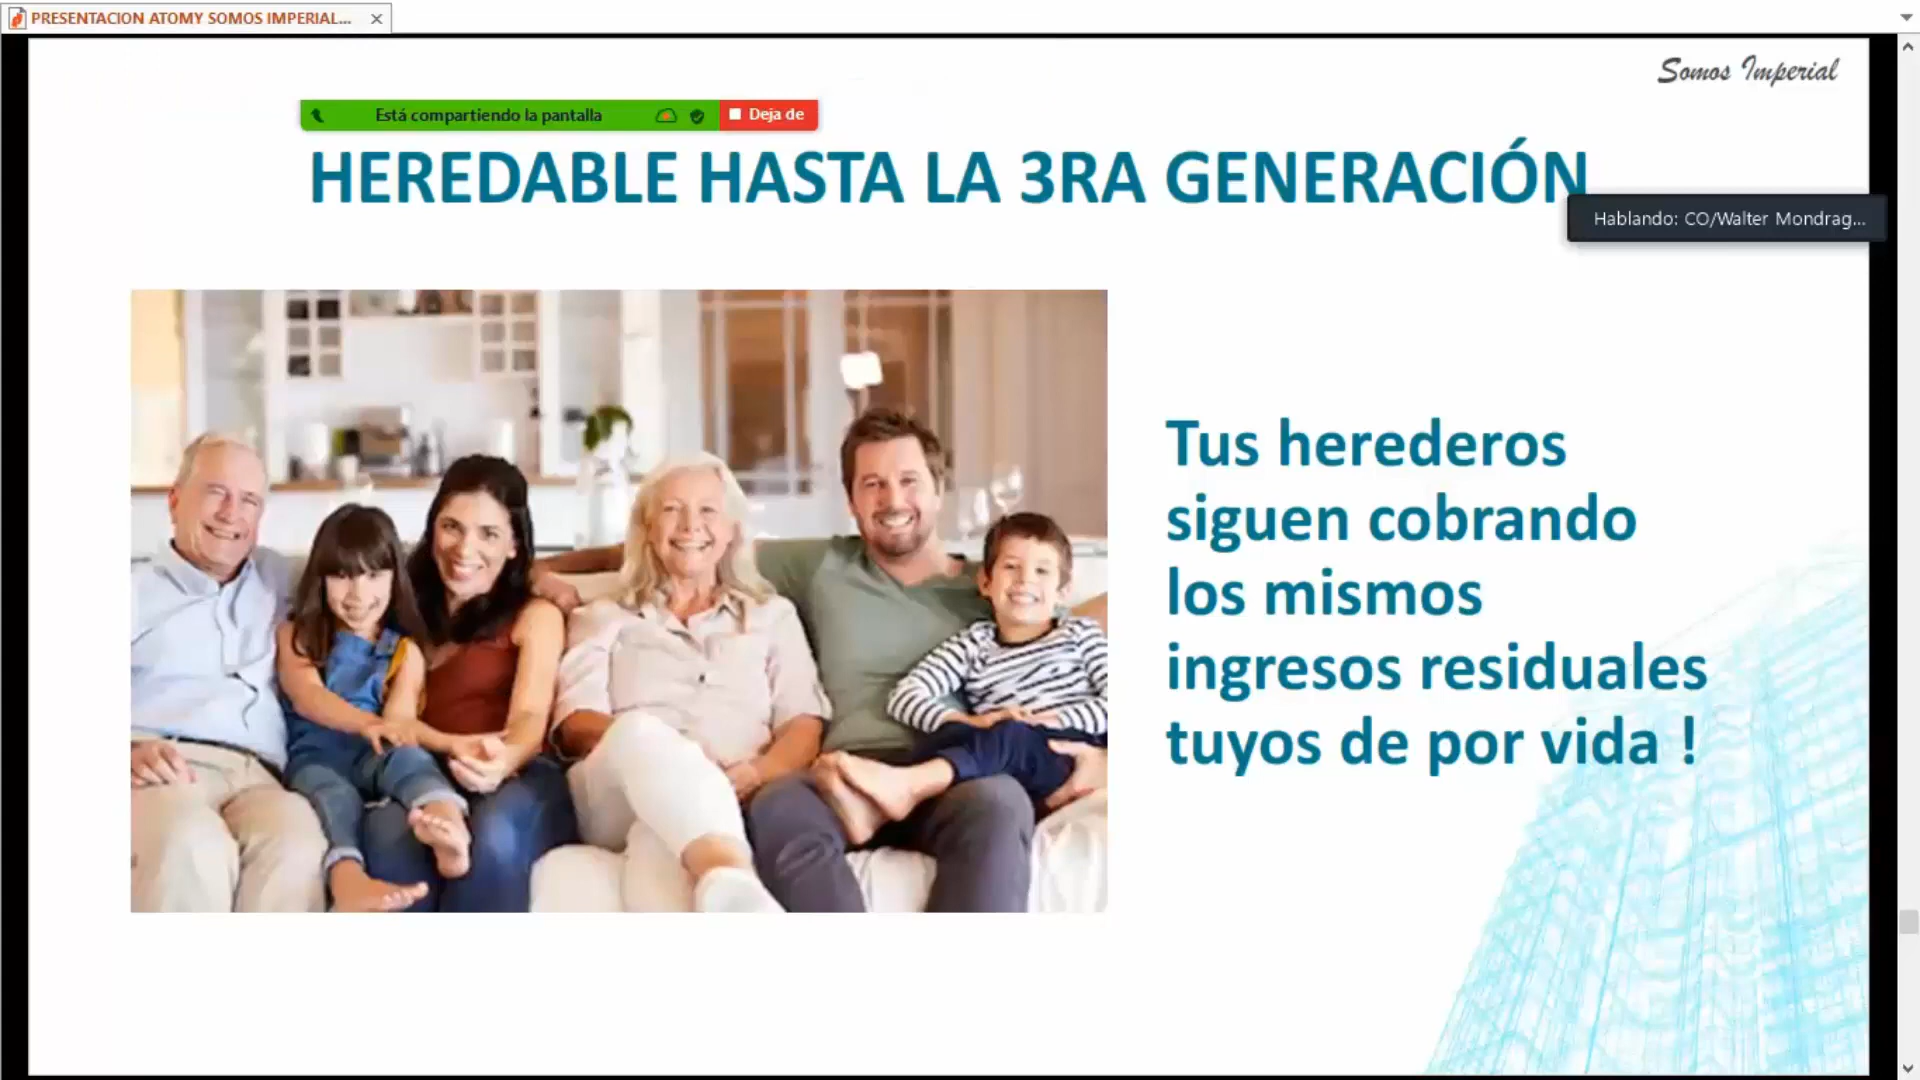 PRESENTACION ATOMY SOMOS IMPERIAL...
Somos Imperial
Está compartiendo la pantalla
Deja de
HEREDABLE HASTA LA 3RA GENERACIÓN
Hablando: CO/Walter Mondrag...
Tus herederos
siguen cobrando
los mismos
ingresos residuales
tuyos de por vida !